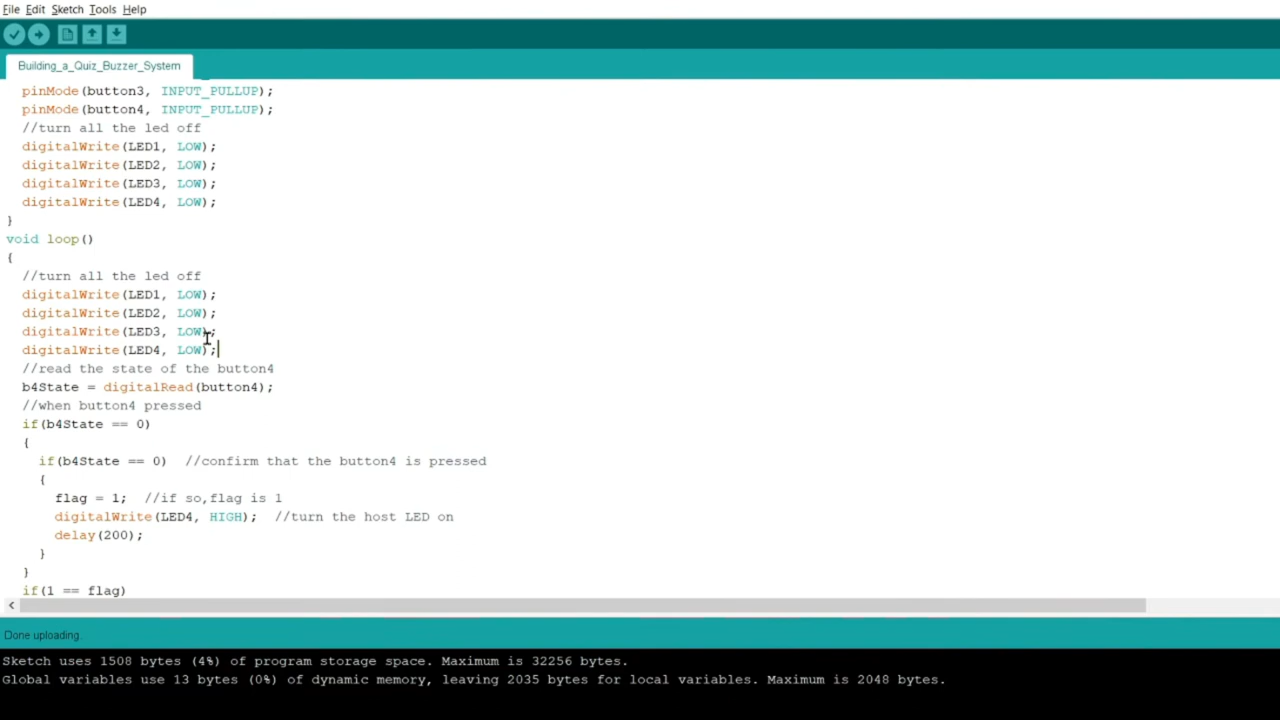 File Edit Sketch Tools Help
Building_a_Quiz_Buzzer_System
pinMode(button3, INPUT_PULLUP);
pinMode(button4, INPUT_PULLUP);
//turn all the led off
digitalWrite(LED1, LOW);
digitalWrite(LED2, LOW);
digitalWrite(LED3, LOW);
digitalWrite(LED4, LOW);
}
void loop()
{
//turn all the led off
digitalWrite(LED1, LOW);
digitalWrite(LED2, LOW);
digitalWrite(LED3, LOW);
digitalWrite(LED4, LOW);
//read the state of the button4
b4State = digitalRead(button4);
//when button4 pressed
if(b4State == 0)
{
if(b4State == 0)  //confirm that the button4 is pressed
{
flag = 1;  //if so,flag is 1
digitalWrite(LED4, HIGH);  //turn the host LED on
delay(200);
}
}
if(1 == flag)
Done uploading.
Sketch uses 1508 bytes (4%) of program storage space. Maximum is 32256 bytes.
Global variables use 13 bytes (0%) of dynamic memory, leaving 2035 bytes for local variables. Maximum is 2048 bytes.